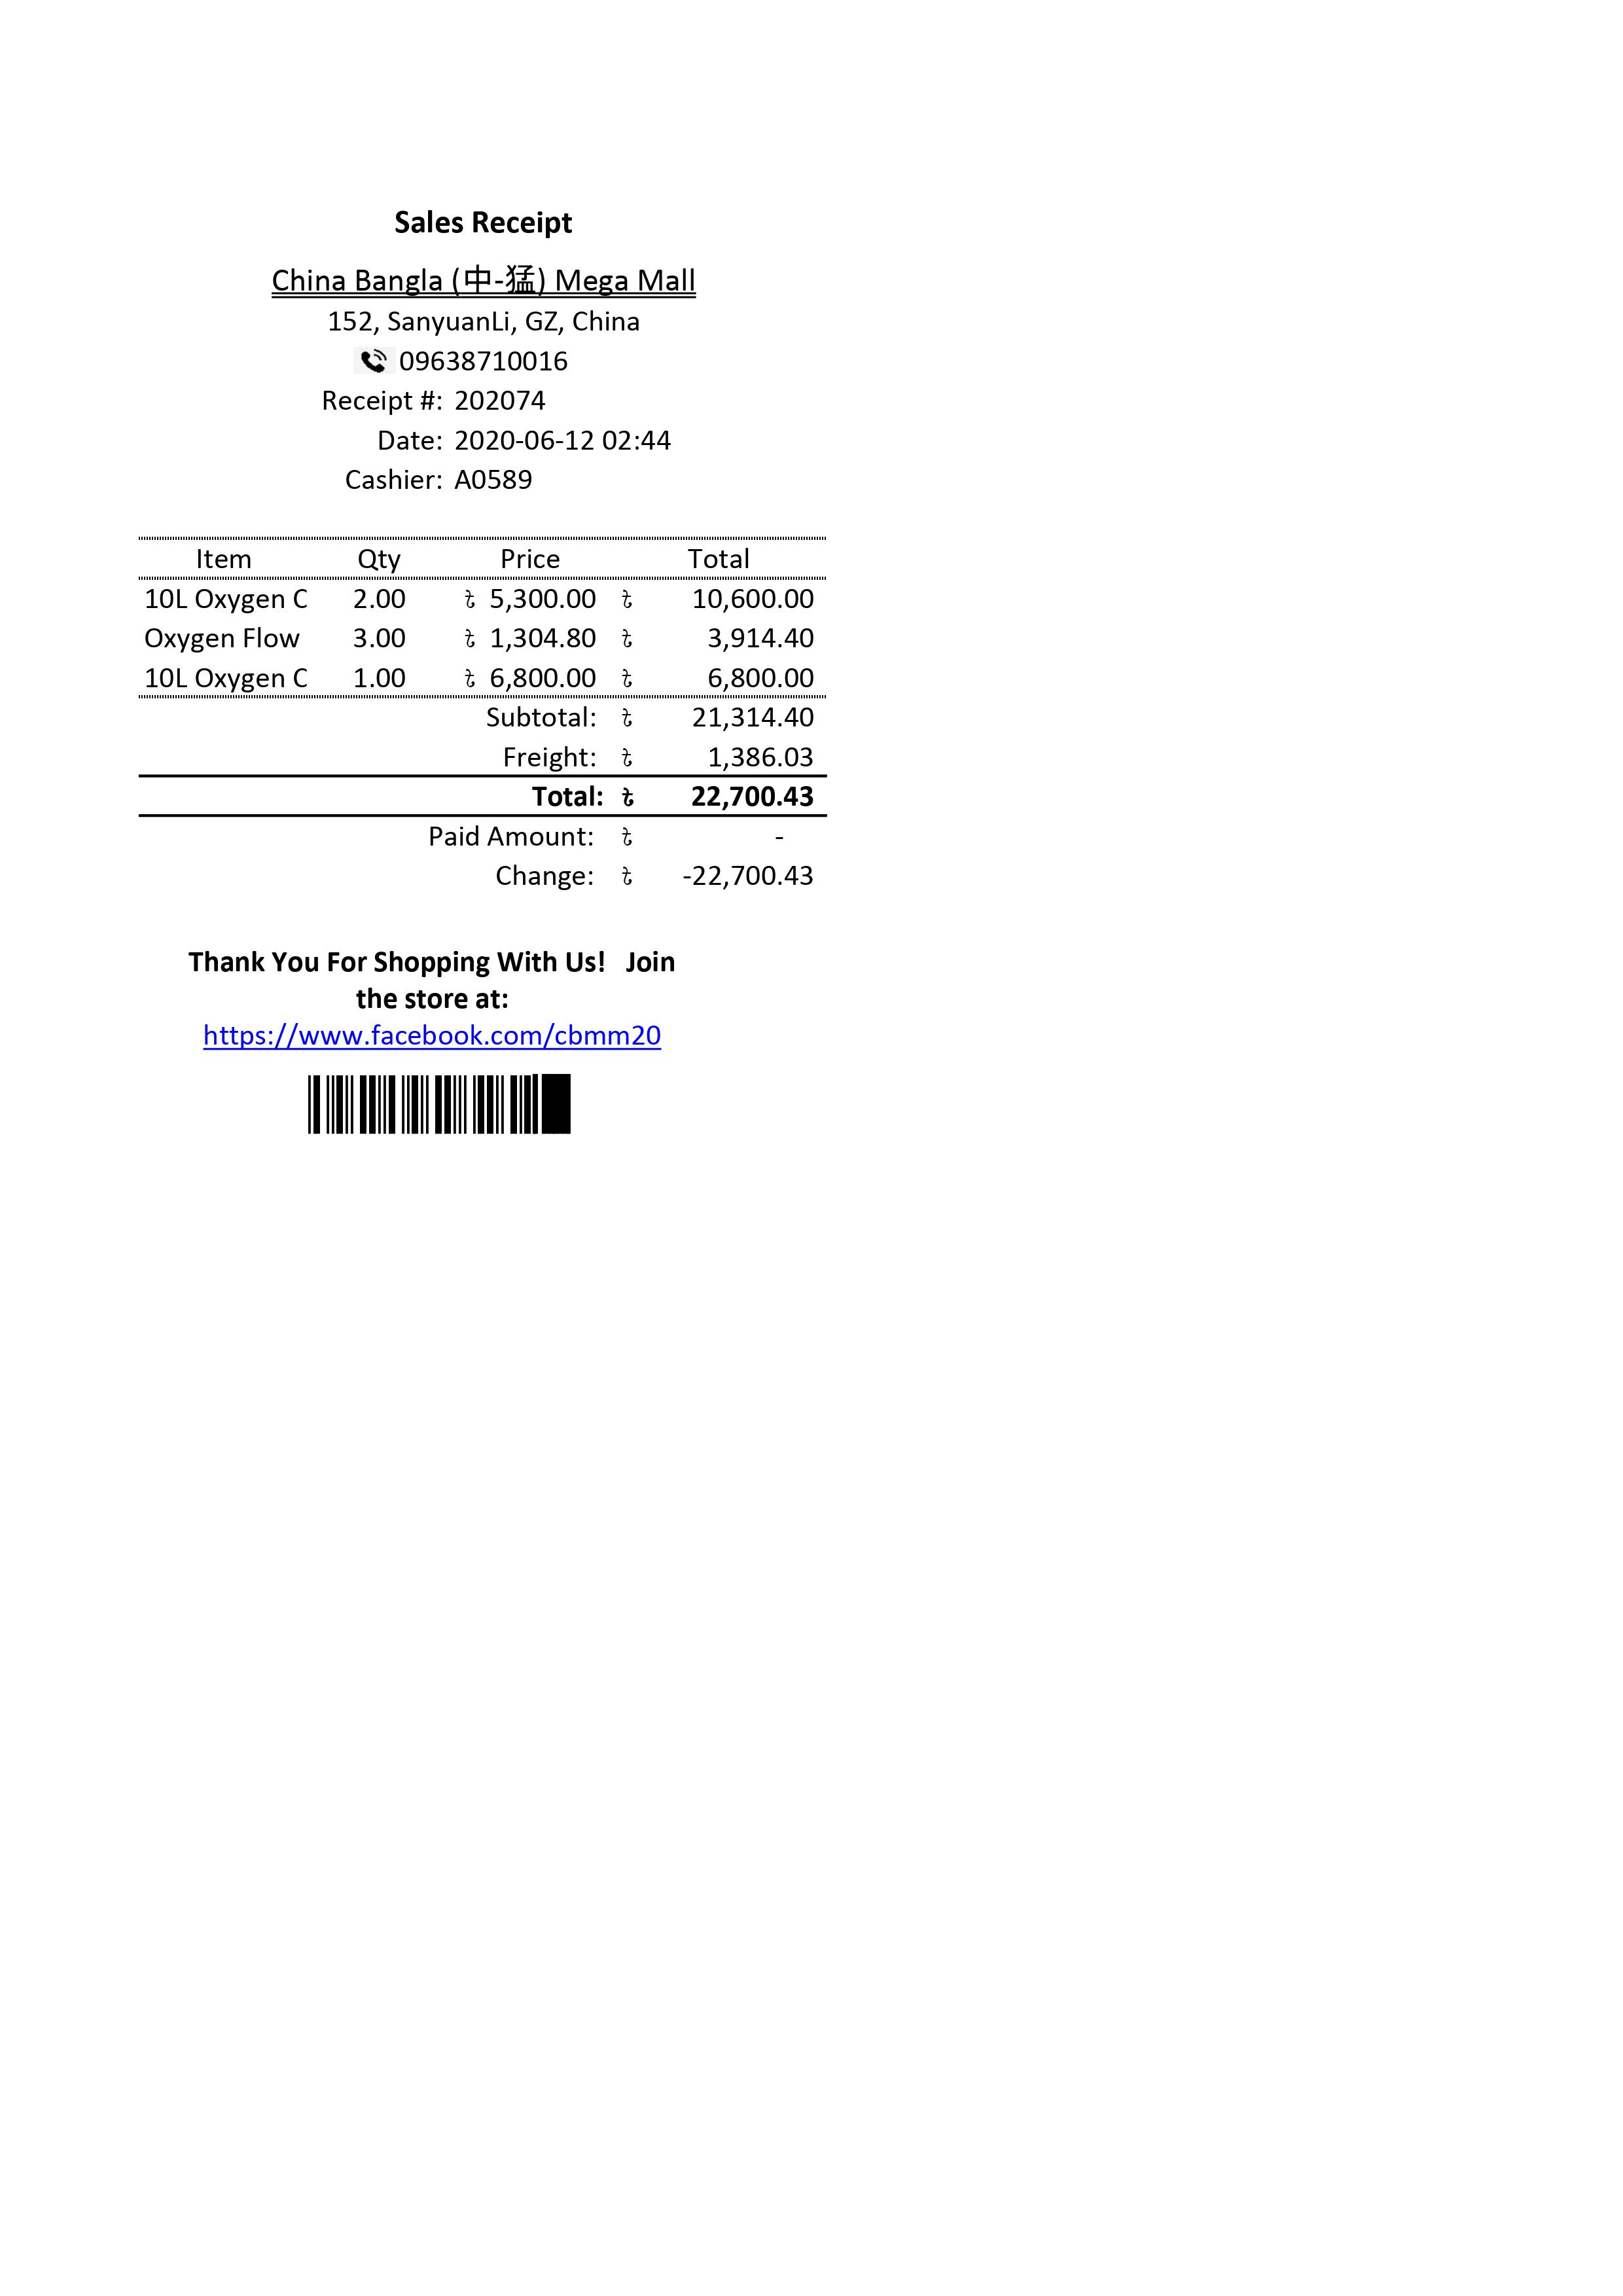 Sales Receipt
China Bangla (中-猛) Mega Mall
152, SanyuanLi, GZ, China
09638710016
Receipt #: 202074
Date: 2020-06-12 02:44
Cashier: A0589
Item Qty Price Total
10L Oxygen C 2.00 ৳ 5,300.00 ৳ 10,600.00
Oxygen Flow 3.00 ৳ 1,304.80 ৳ 3,914.40
10L Oxygen C 1.00 ৳ 6,800.00 ৳ 6,800.00
Subtotal: ৳ 21,314.40
Freight: ৳ 1,386.03
Total: ৳ 22,700.43
Paid Amount: ৳ -
Change: ৳ -22,700.43
Thank You For Shopping With Us! Join
the store at:
https://www.facebook.com/cbmm20